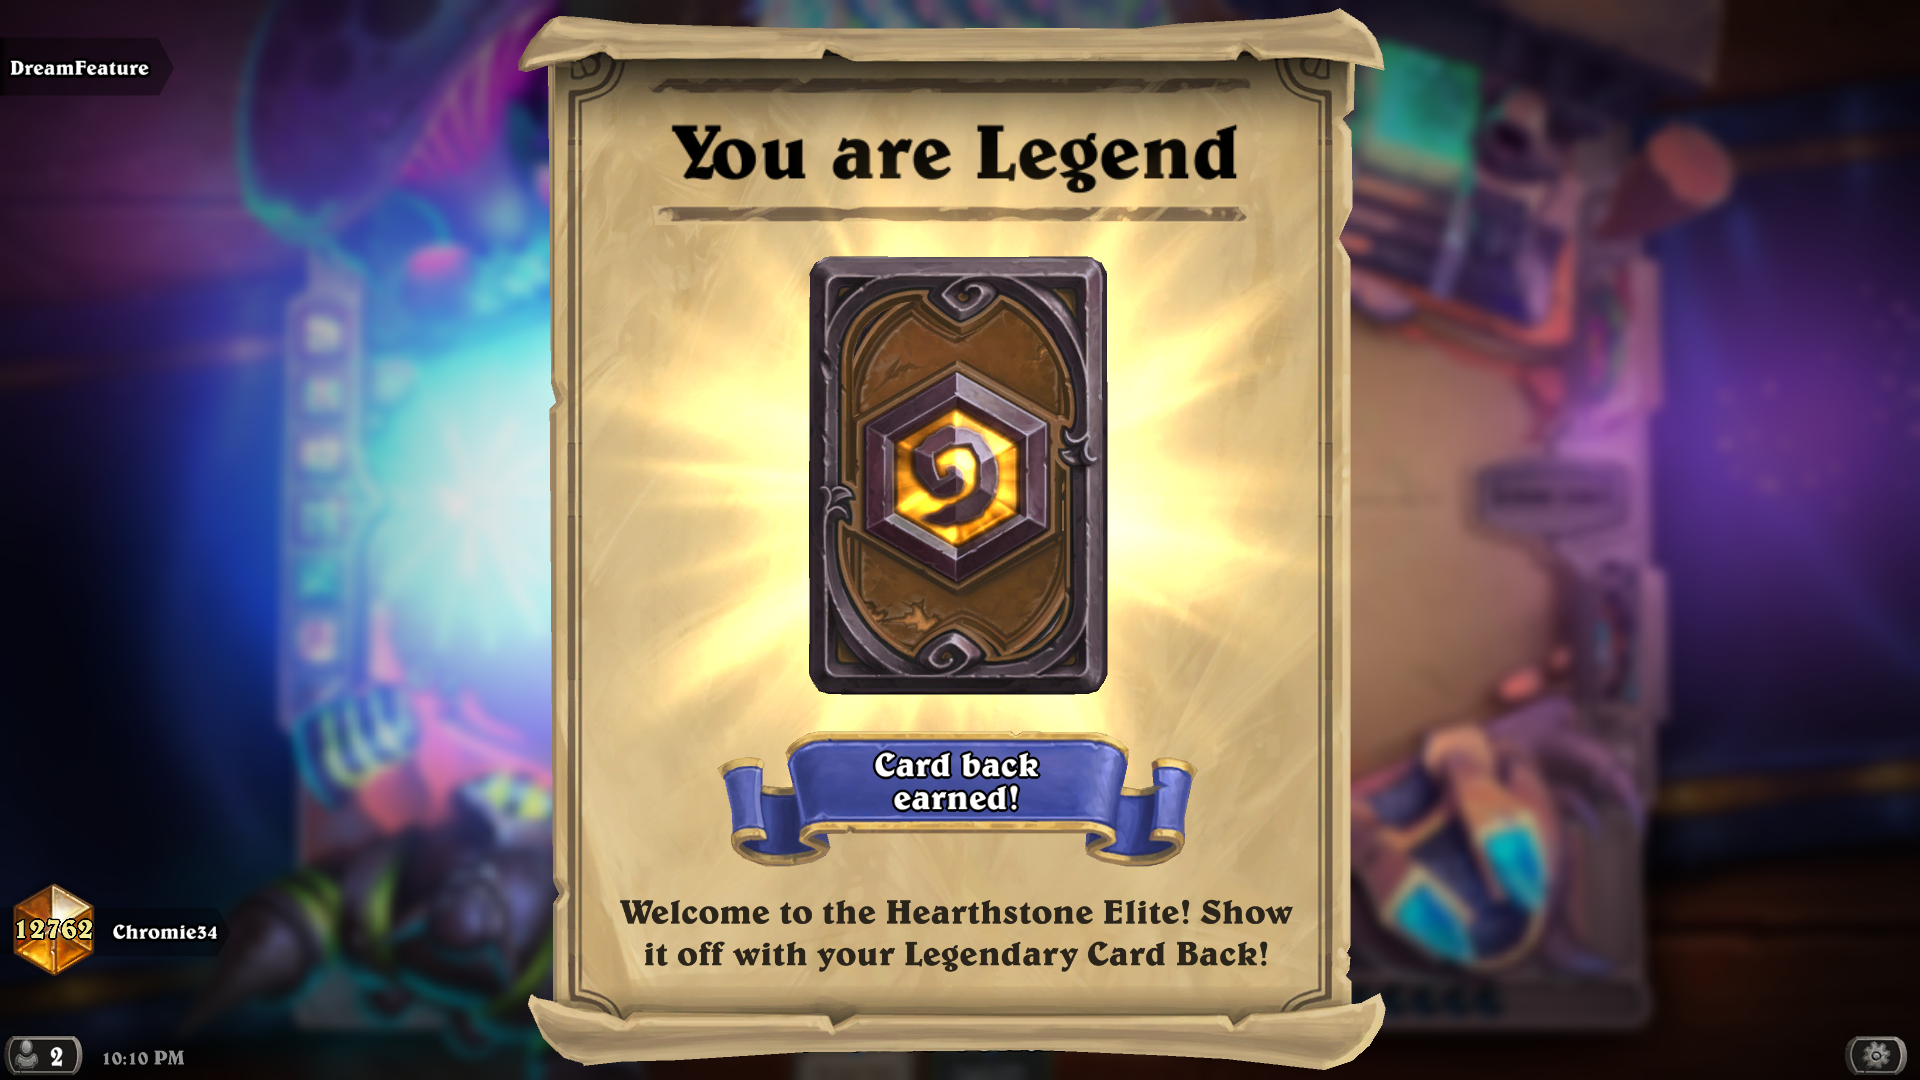 DreamFeature
You are Legend
Card back
earned!
Welcome to the Hearthstone Elite! Show
it off with your Legendary Card Back!
12762
Chromie34
2
10:10 PM